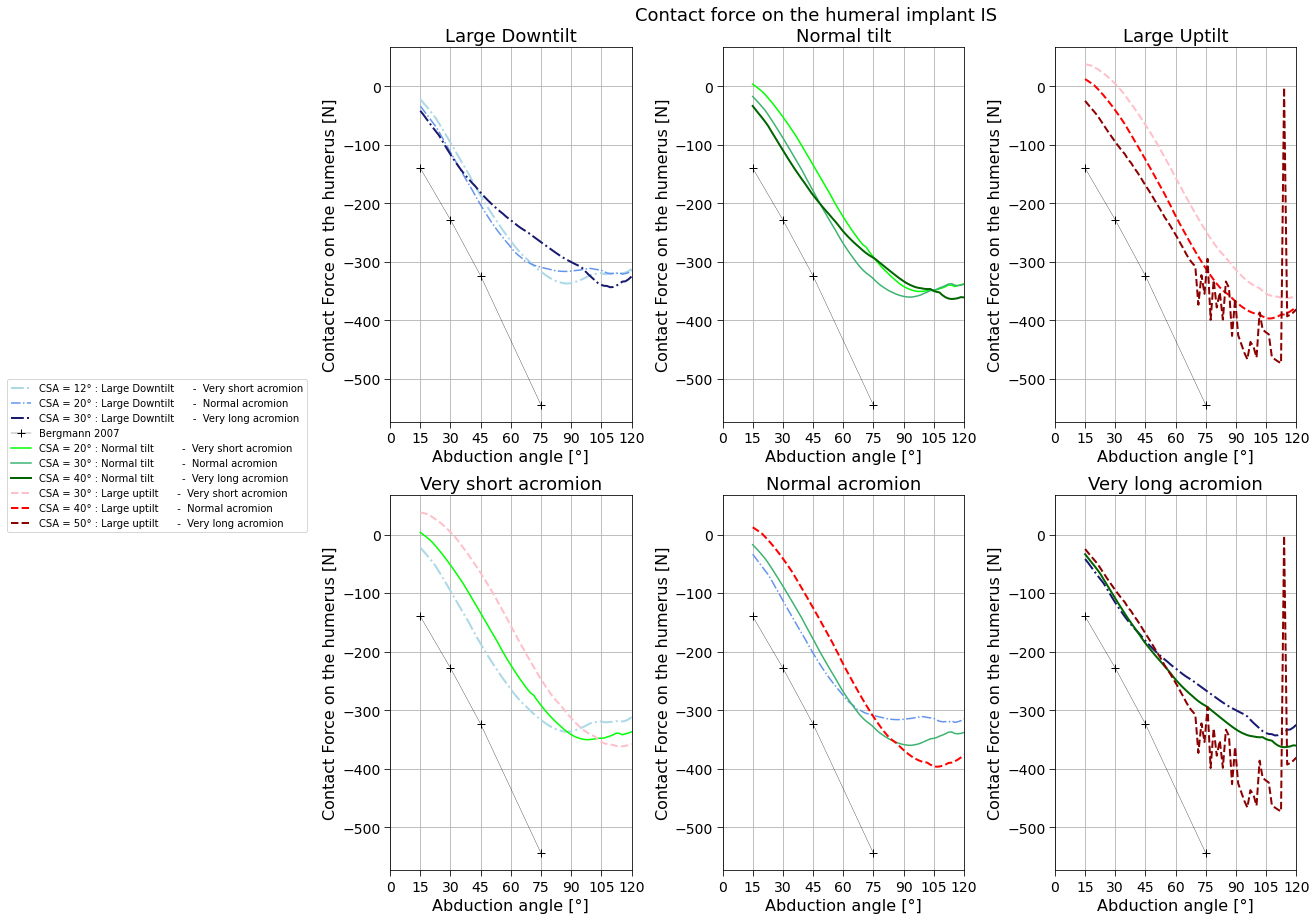 Contact force on the humeral implant IS
Large Downtilt
Normal tilt
Large Uptilt
Contact Force on the humerus [N]
0
−100
−200
−300
−400
−500
0 15 30 45 60 75 90 105 120
Abduction angle [°]
Contact Force on the humerus [N]
0
−100
−200
−300
−400
−500
0 15 30 45 60 75 90 105 120
Abduction angle [°]
Contact Force on the humerus [N]
0
−100
−200
−300
−400
−500
0 15 30 45 60 75 90 105 120
Abduction angle [°]
CSA = 12° : Large Downtilt - Very short acromion
CSA = 20° : Large Downtilt - Normal acromion
CSA = 30° : Large Downtilt - Very long acromion
Bergmann 2007
CSA = 20° : Normal tilt - Very short acromion
CSA = 30° : Normal tilt - Normal acromion
CSA = 40° : Normal tilt - Very long acromion
CSA = 30° : Large uptilt - Very short acromion
CSA = 40° : Large uptilt - Normal acromion
CSA = 50° : Large uptilt - Very long acromion
Very short acromion
Normal acromion
Very long acromion
Contact Force on the humerus [N]
0
−100
−200
−300
−400
−500
0 15 30 45 60 75 90 105 120
Abduction angle [°]
Contact Force on the humerus [N]
0
−100
−200
−300
−400
−500
0 15 30 45 60 75 90 105 120
Abduction angle [°]
Contact Force on the humerus [N]
0
−100
−200
−300
−400
−500
0 15 30 45 60 75 90 105 120
Abduction angle [°]